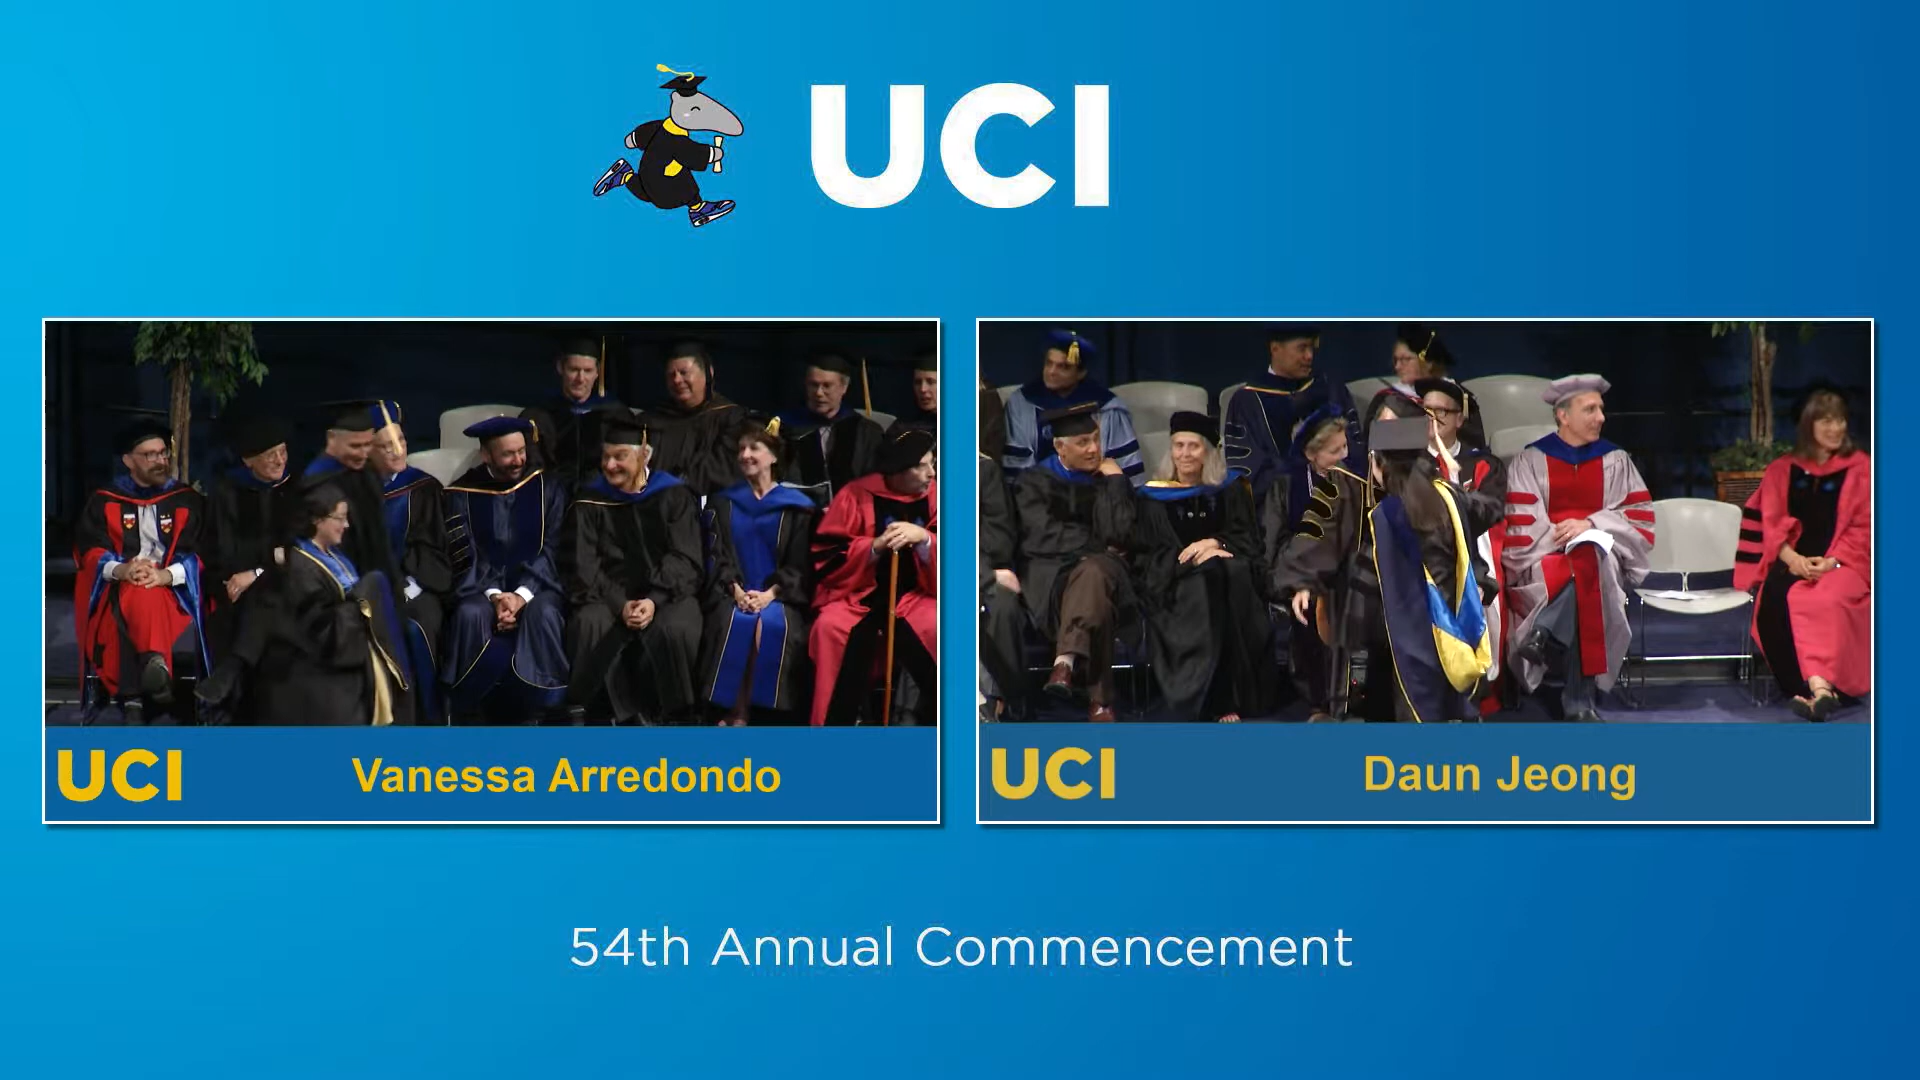 UCI
UCI
Vanessa Arredondo
UCI
Daun Jeong
54th Annual Commencement